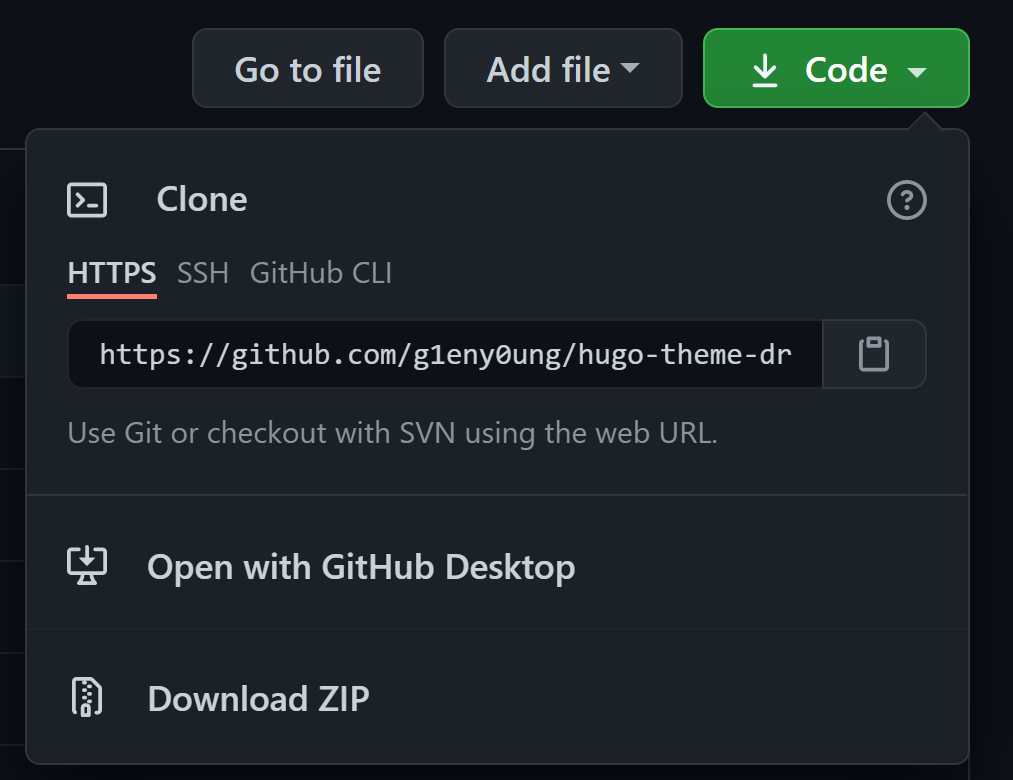 Go to file Add file Code
Clone
HTTPS SSH GitHub CLI
https://github.com/g1eny0ung/hugo-theme-dr
Use Git or checkout with SVN using the web URL.
Open with GitHub Desktop
Download ZIP